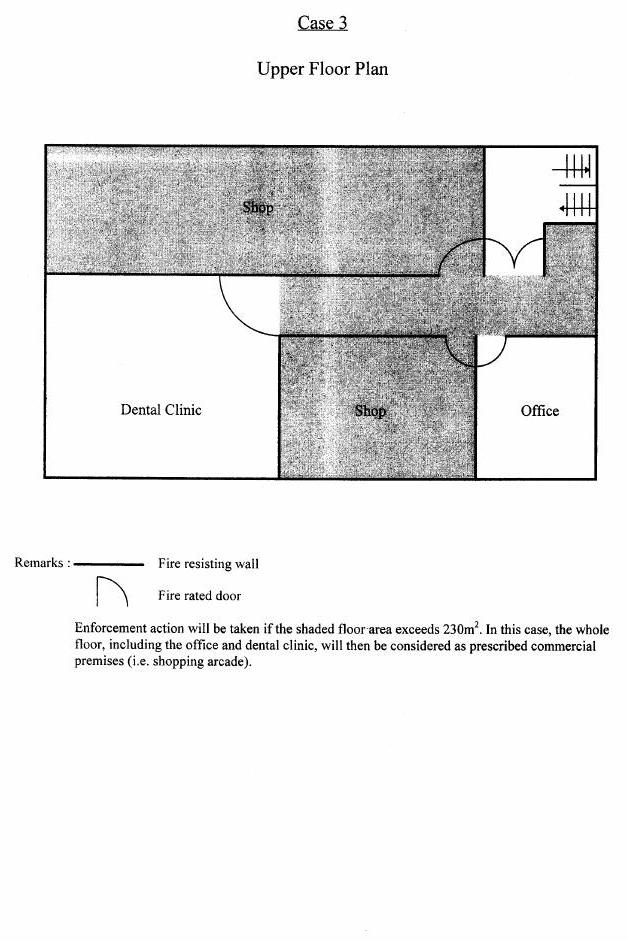 Case 3
Upper Floor Plan
Shop
Dental Clinic
Shop
Office
Remarks :
Fire resisting wall
Fire rated door
Enforcement action will be taken if the shaded floor area exceeds 230m². In this case, the whole
floor, including the office and dental clinic, will then be considered as prescribed commercial
premises (i.e. shopping arcade).